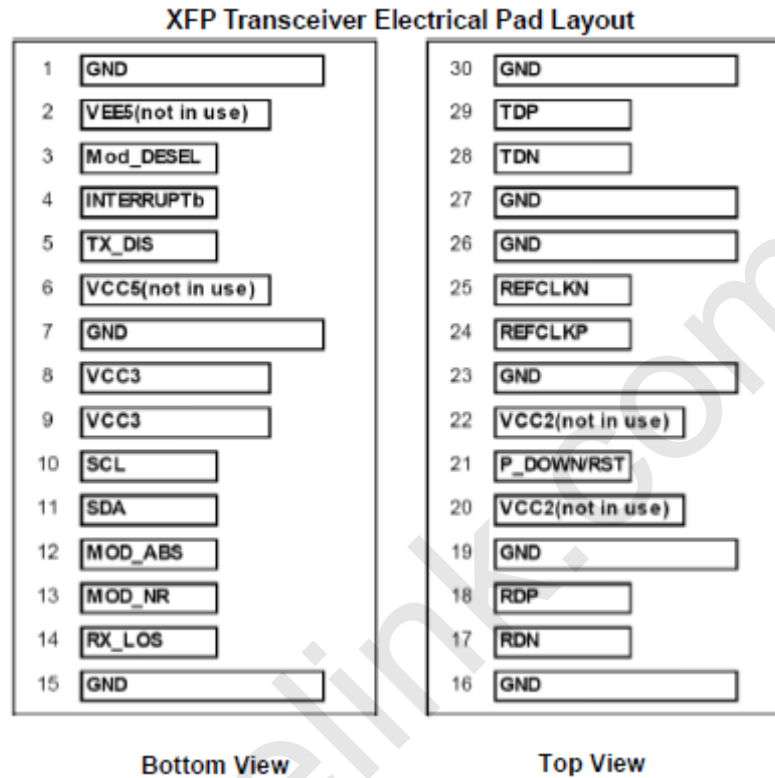 XFP Transceiver Electrical Pad Layout
1 GND
2 VEE5(not in use)
3 Mod_DESEL
4 INTERRUPTb
5 TX_DIS
6 VCC5(not in use)
7 GND
8 VCC3
9 VCC3
10 SCL
11 SDA
12 MOD_ABS
13 MOD_NR
14 RX_LOS
15 GND
Bottom View
30 GND
29 TDP
28 TDN
27 GND
26 GND
25 REFCLKN
24 REFCLKP
23 GND
22 VCC2(not in use)
21 P_DOWN/RST
20 VCC2(not in use)
19 GND
18 RDP
17 RDN
16 GND
Top View